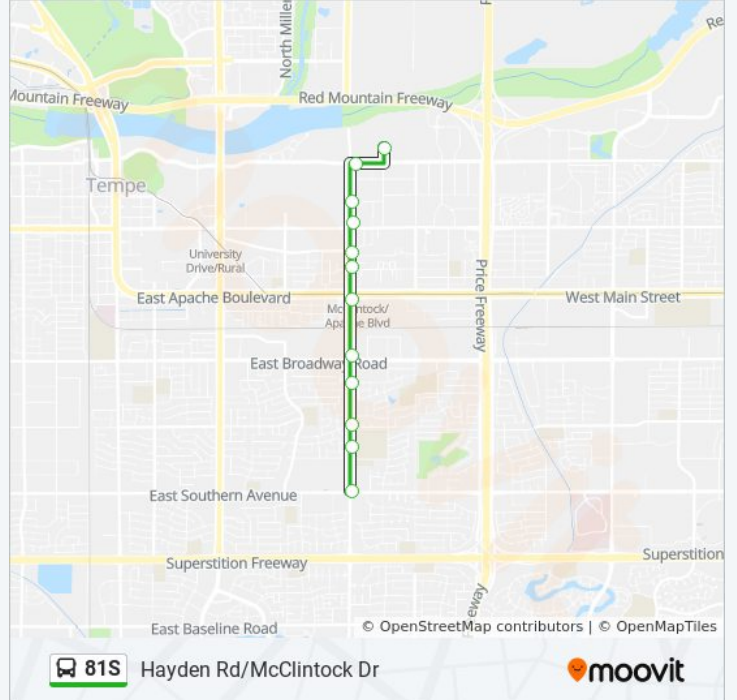 North Miller
Re
Mountain Freeway
Red Mountain Freeway
Tempe
University
Drive/Rural
Price Freeway
East Apache Boulevard
West Main Street
McClintock/
Apache Blvd
East Broadway Road
East Southern Avenue
Superstition Freeway
Superstition
Freeway
East Baseline Road
© OpenStreetMap contributors | © OpenMapTiles
81S
Hayden Rd/McClintock Dr
moovit